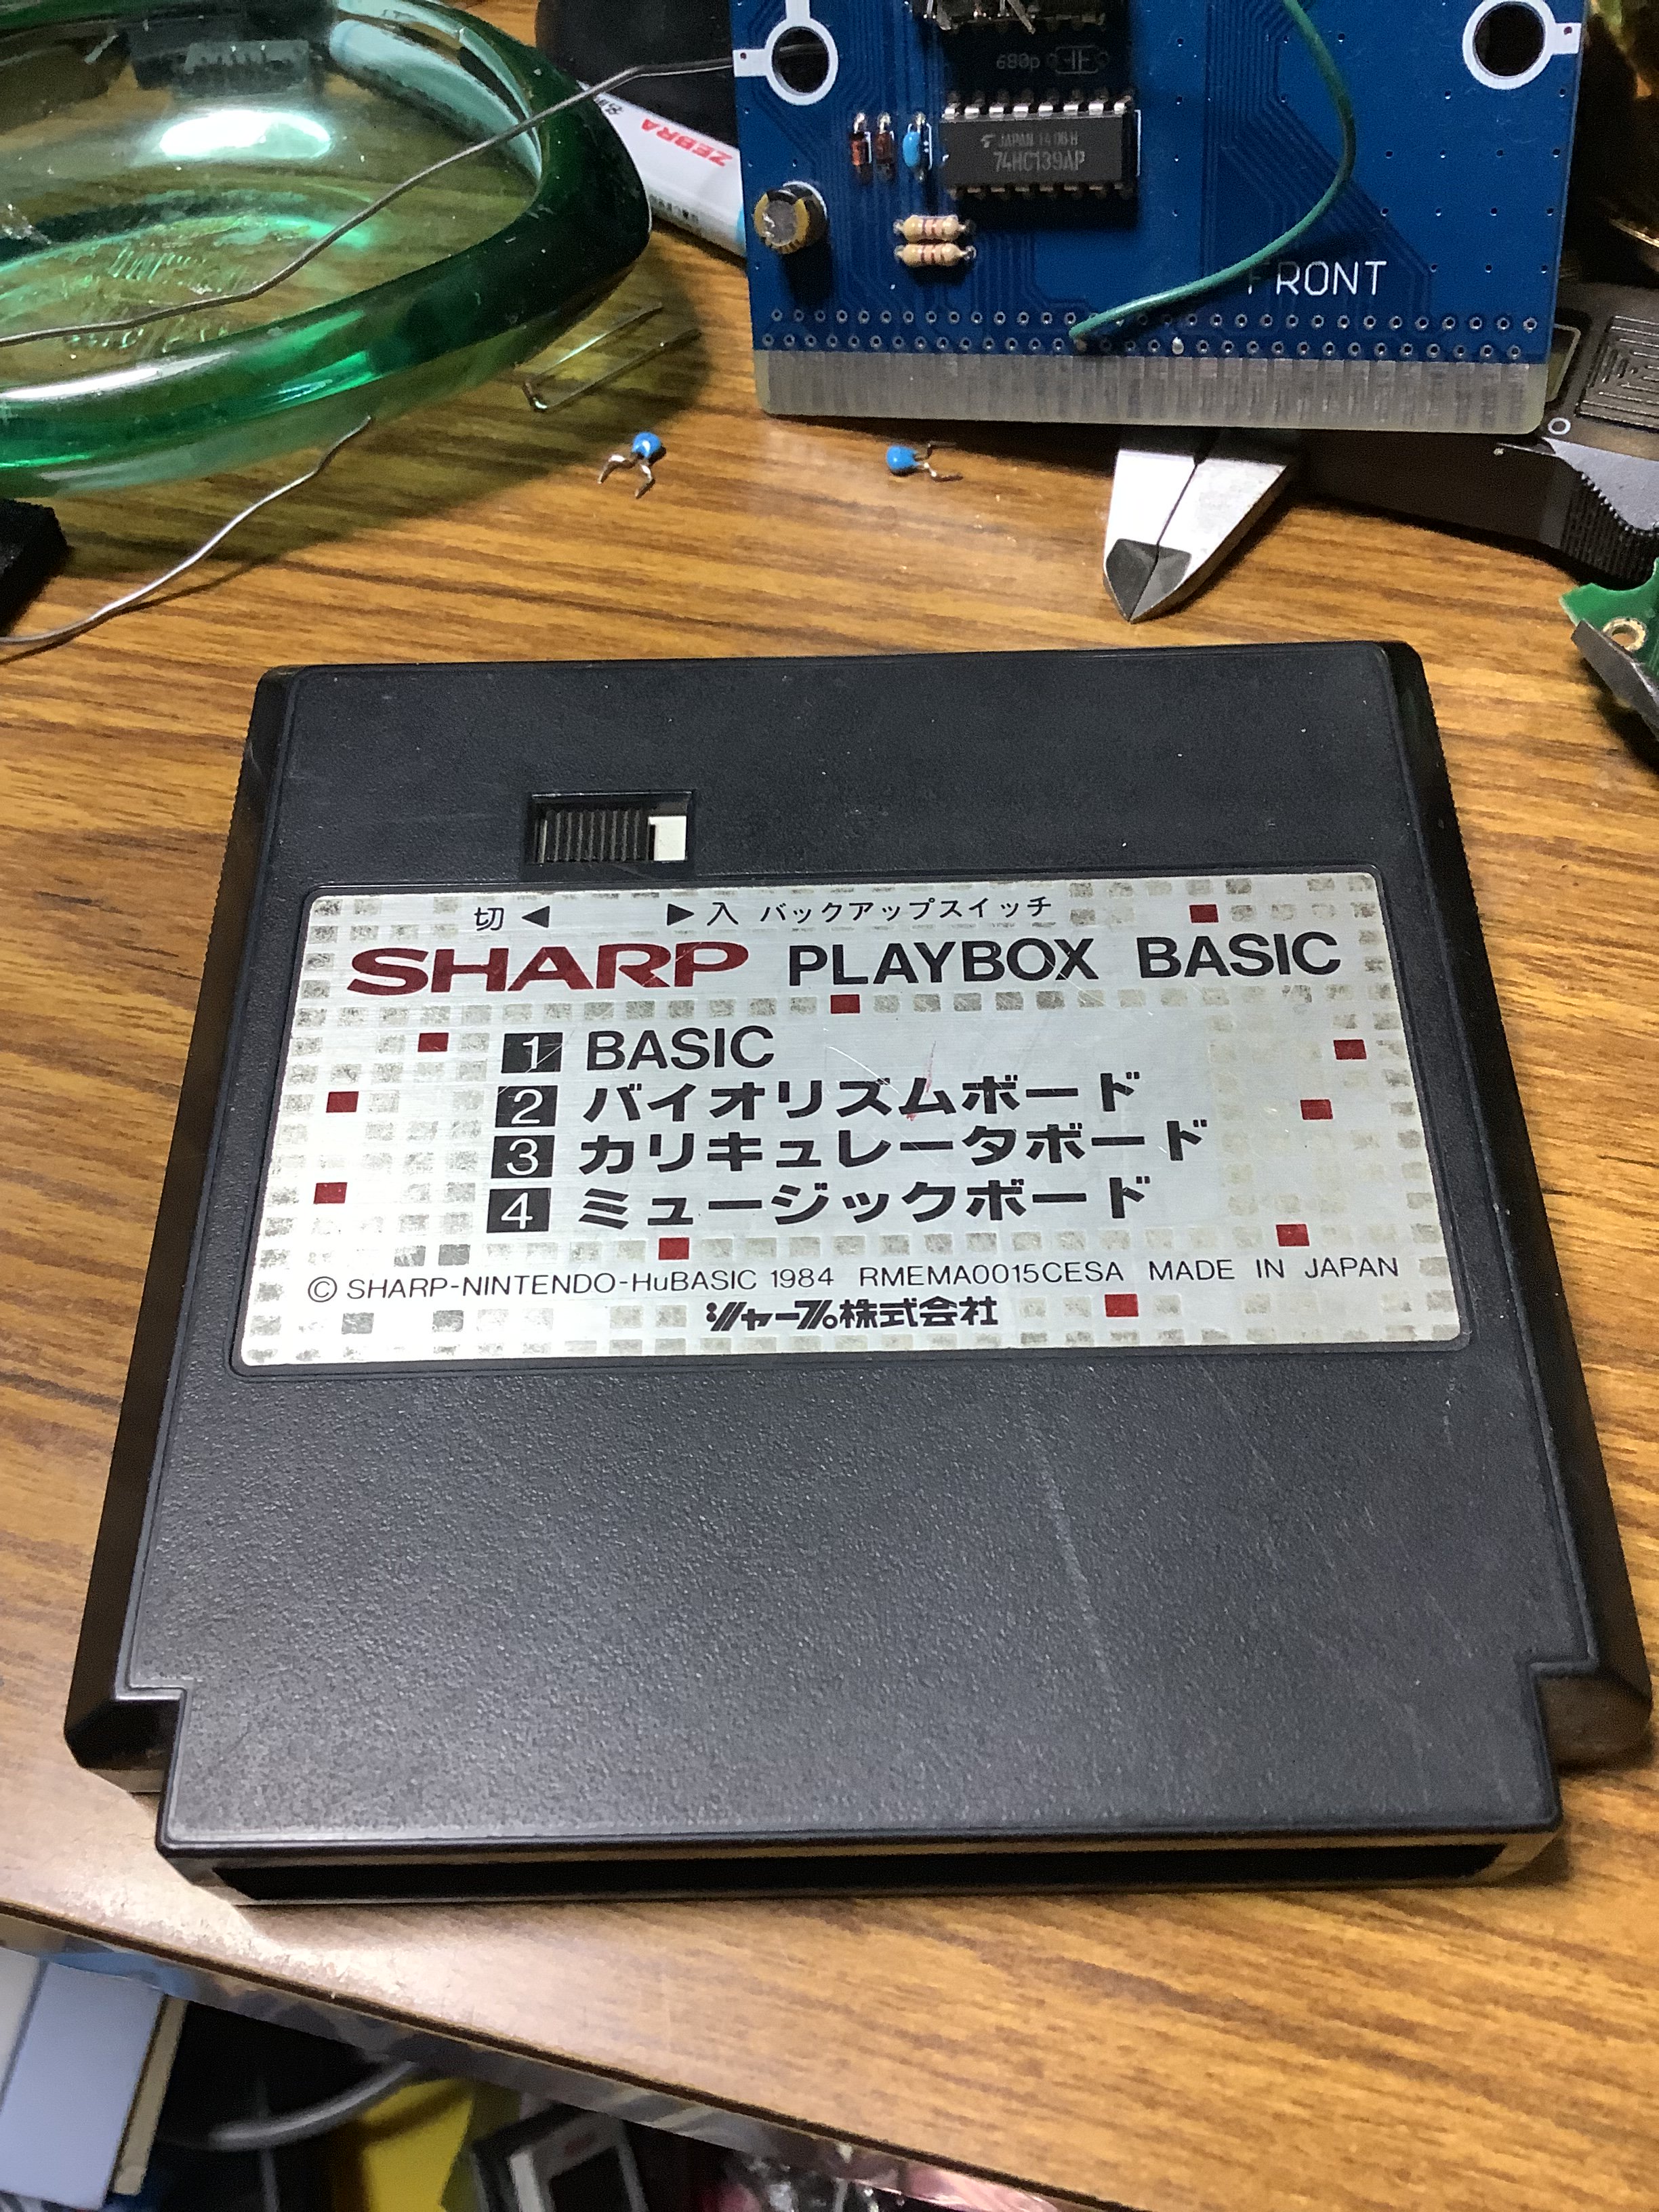 ZEBRA
680p
JAPAN 1408H
74HC139AP
FRONT
切 ◀ ▶ 入 バックアップスイッチ
SHARP PLAYBOX BASIC
1 BASIC
2 バイオリズムボード
3 カリキュレータボード
4 ミュージックボード
© SHARP-NINTENDO-HuBASIC 1984 RMEMA0015CESA MADE IN JAPAN
シャープ株式会社